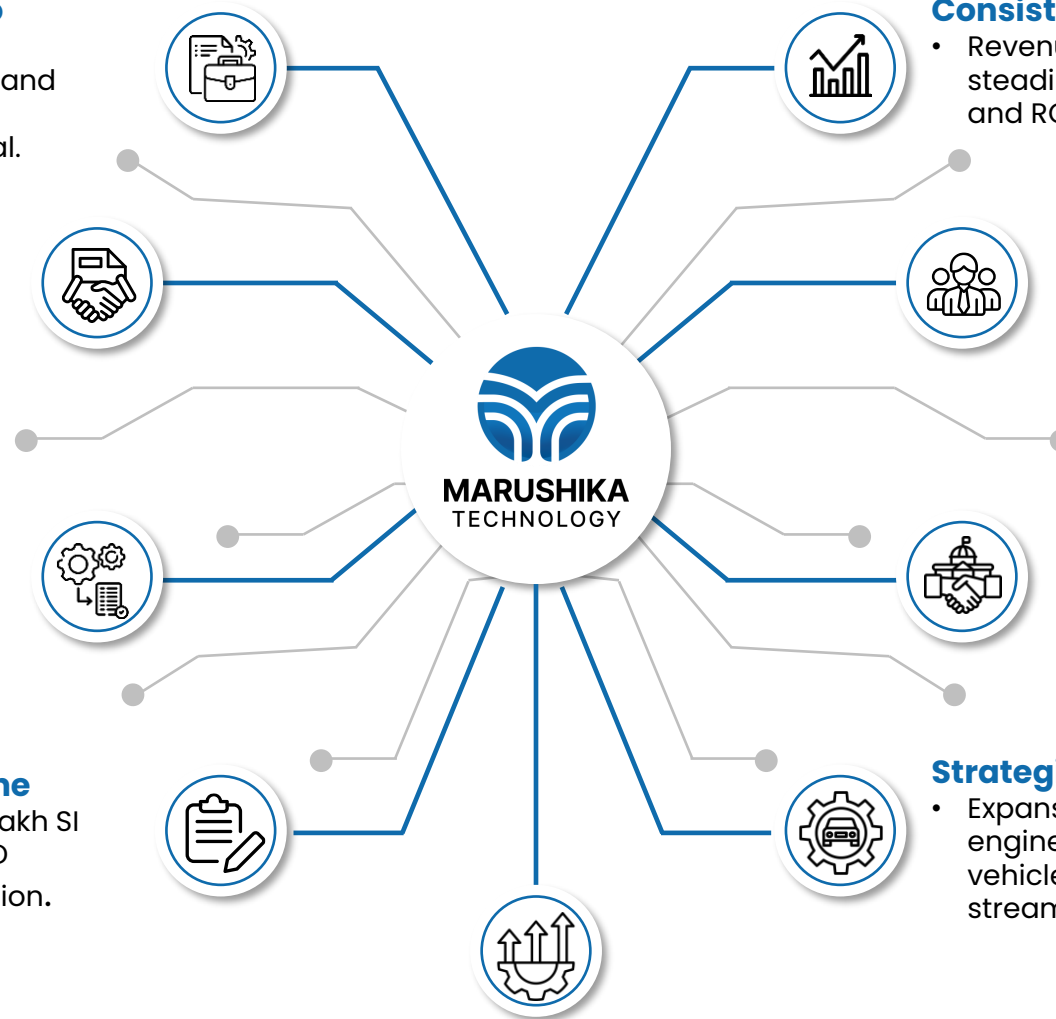 and
al.
Consist
• Revenu
steadi
and RO
MARUSHIKA
TECHNOLOGY
ne
akh SI
ion.
Strategi
• Expans
engine
vehicle
stream